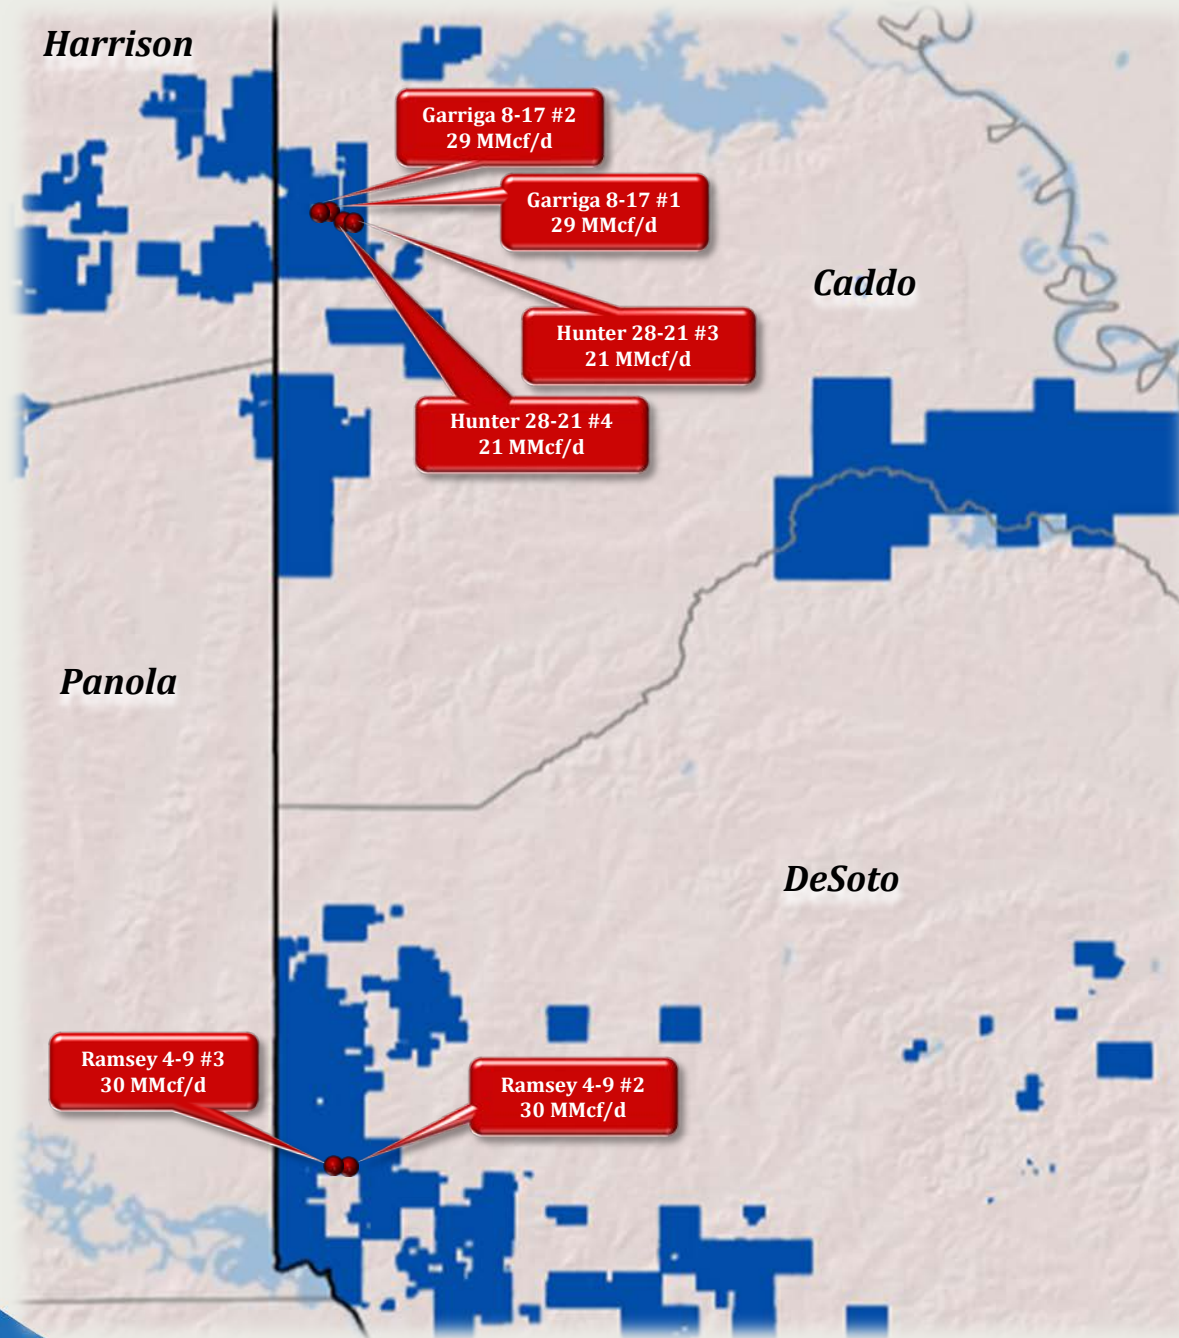 Harrison
Garriga 8-17 #2
29 MMcf/d
Garriga 8-17 #1
29 MMcf/d
Caddo
Hunter 28-21 #3
21 MMcf/d
Hunter 28-21 #4
21 MMcf/d
Panola
DeSoto
Ramsey 4-9 #3
30 MMcf/d
Ramsey 4-9 #2
30 MMcf/d